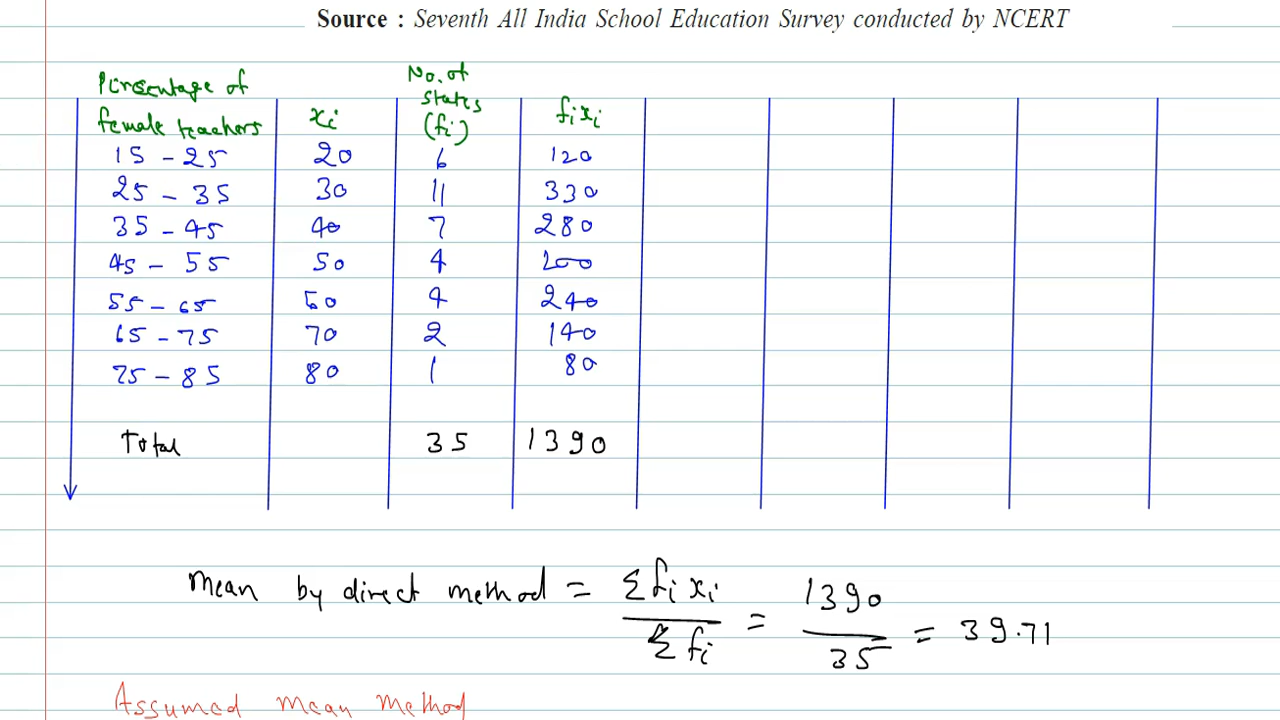 Source : Seventh All India School Education Survey conducted by NCERT
Percentage of female teachers xi No. of states (fi) fixi
15 - 25 20 6 120
25 - 35 30 11 330
35 - 45 40 7 280
45 - 55 50 4 200
55 - 65 60 4 240
65 - 75 70 2 140
75 - 85 80 1 80
Total 35 1390
Mean by direct method = Σfixi / Σfi = 1390 / 35 = 39.71
Assumed Mean Method